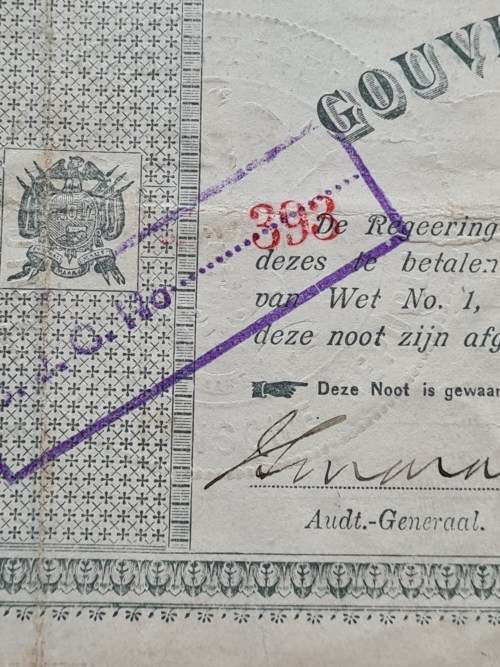 GOUV
393
De Regeering
dezes te betalen
van Wet No. 1,
deze noot zijn afg
Deze Noot is gewaar
Audt.-Generaal.